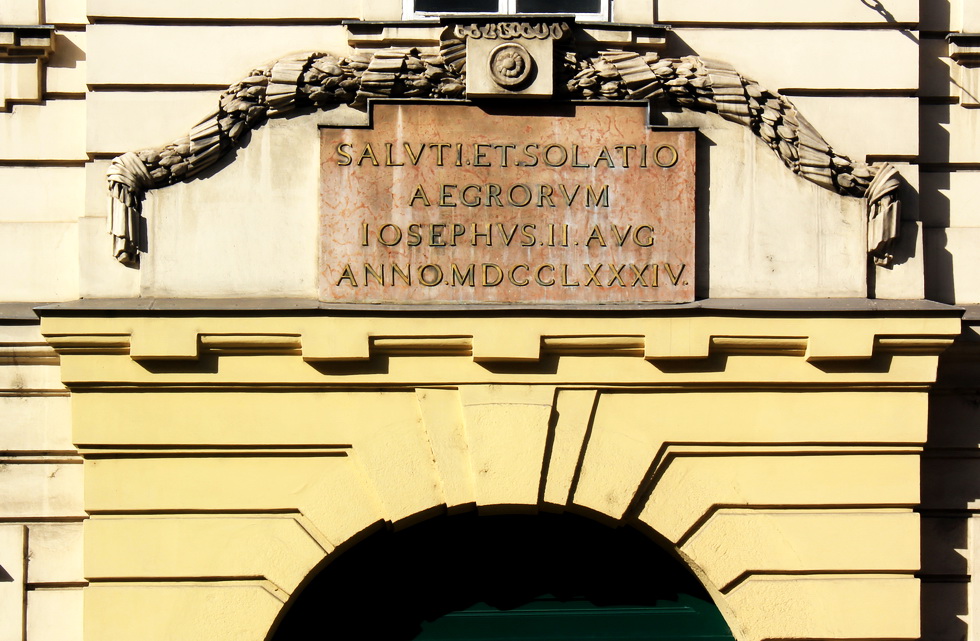 SALVTI.ET.SOLATIO
AEGRORVM
IOSEPHVS.II.AVG
ANNO.MDCCLXXXIV.